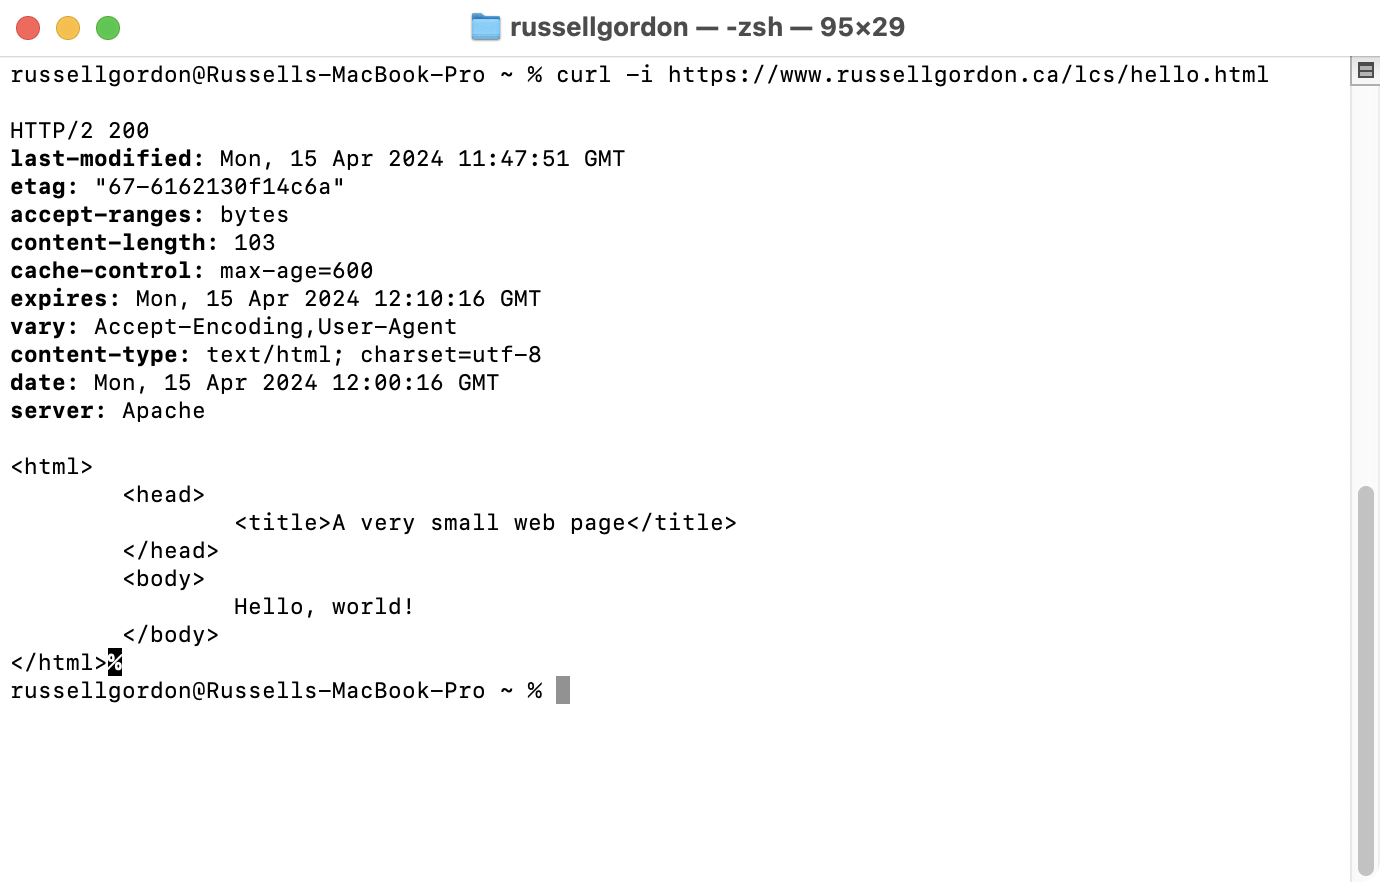 russellgordon — -zsh — 95×29
russellgordon@Russells-MacBook-Pro ~ % curl -i https://www.russellgordon.ca/lcs/hello.html
HTTP/2 200
last-modified: Mon, 15 Apr 2024 11:47:51 GMT
etag: "67-6162130f14c6a"
accept-ranges: bytes
content-length: 103
cache-control: max-age=600
expires: Mon, 15 Apr 2024 12:10:16 GMT
vary: Accept-Encoding,User-Agent
content-type: text/html; charset=utf-8
date: Mon, 15 Apr 2024 12:00:16 GMT
server: Apache
<html>
<head>
<title>A very small web page</title>
</head>
<body>
Hello, world!
</body>
</html>%
russellgordon@Russells-MacBook-Pro ~ %